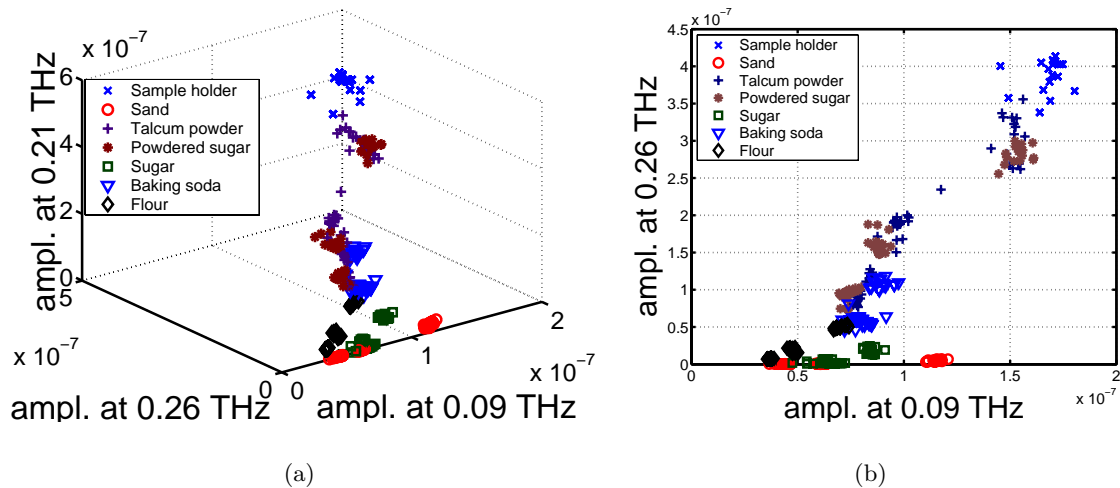 x 10⁻⁷
6
4
2
0
ampl. at 0.21 THz
Sample holder
Sand
Talcum powder
Powdered sugar
Sugar
Baking soda
Flour
5
x 10⁻⁷
0
ampl. at 0.26 THz
0
1
2
x 10⁻⁷
ampl. at 0.09 THz
(a)
x 10⁻⁷
4.5
4
3.5
3
2.5
2
1.5
1
0.5
0
ampl. at 0.26 THz
Sample holder
Sand
Talcum powder
Powdered sugar
Sugar
Baking soda
Flour
0
0.5
1
1.5
2
x 10⁻⁷
ampl. at 0.09 THz
(b)